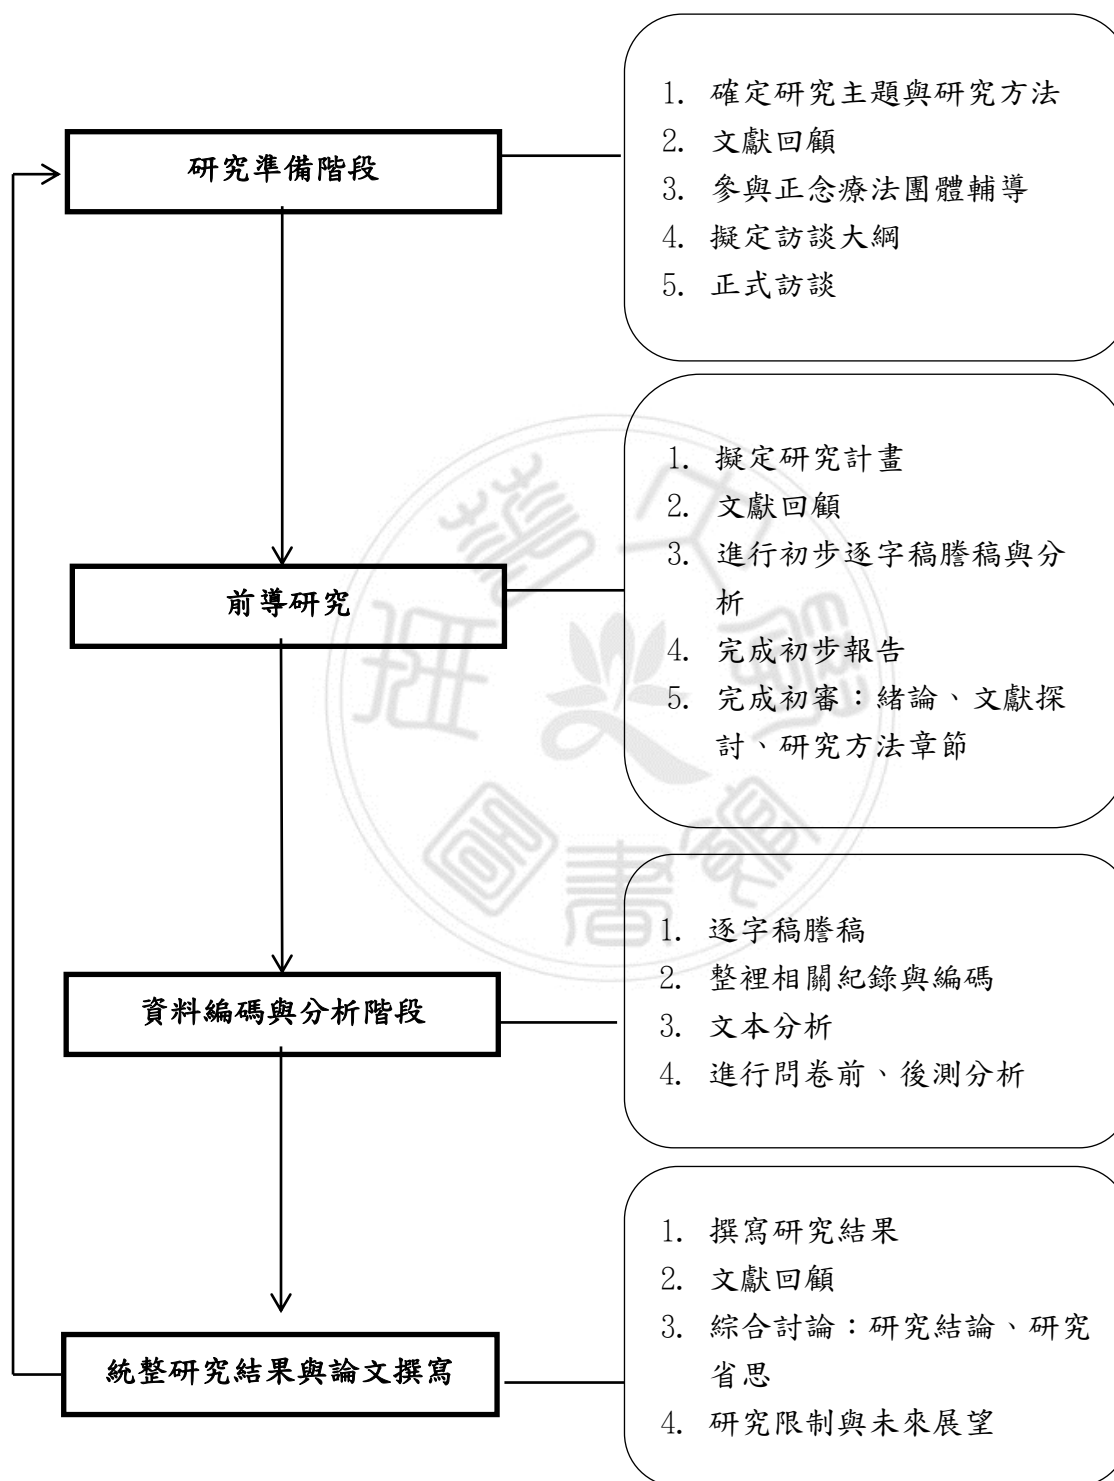 研究準備階段
1. 確定研究主題與研究方法
2. 文獻回顧
3. 參與正念療法團體輔導
4. 擬定訪談大綱
5. 正式訪談
前導研究
1. 擬定研究計畫
2. 文獻回顧
3. 進行初步逐字稿謄稿與分
析
4. 完成初步報告
5. 完成初審：緒論、文獻探
討、研究方法章節
資料編碼與分析階段
1. 逐字稿謄稿
2. 整裡相關紀錄與編碼
3. 文本分析
4. 進行問卷前、後測分析
統整研究結果與論文撰寫
1. 撰寫研究結果
2. 文獻回顧
3. 綜合討論：研究結論、研究
省思
4. 研究限制與未來展望